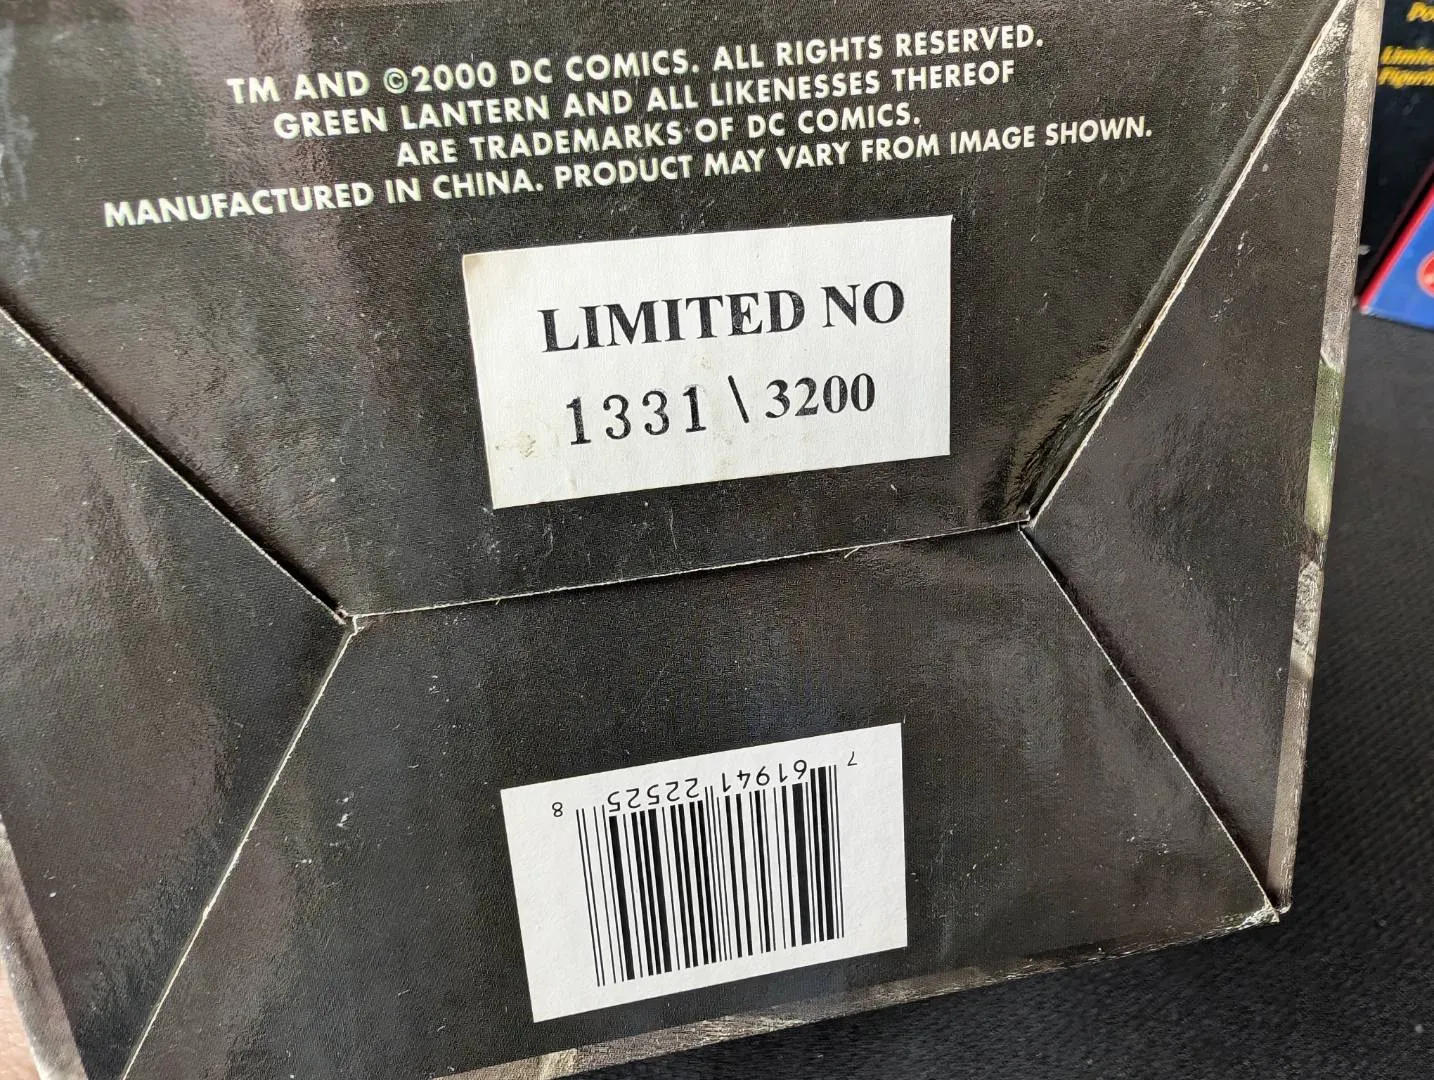 TM AND ©2000 DC COMICS. ALL RIGHTS RESERVED.
GREEN LANTERN AND ALL LIKENESSES THEREOF
ARE TRADEMARKS OF DC COMICS.
MANUFACTURED IN CHINA. PRODUCT MAY VARY FROM IMAGE SHOWN.
LIMITED NO
1331 \ 3200
7 61941 22525 8